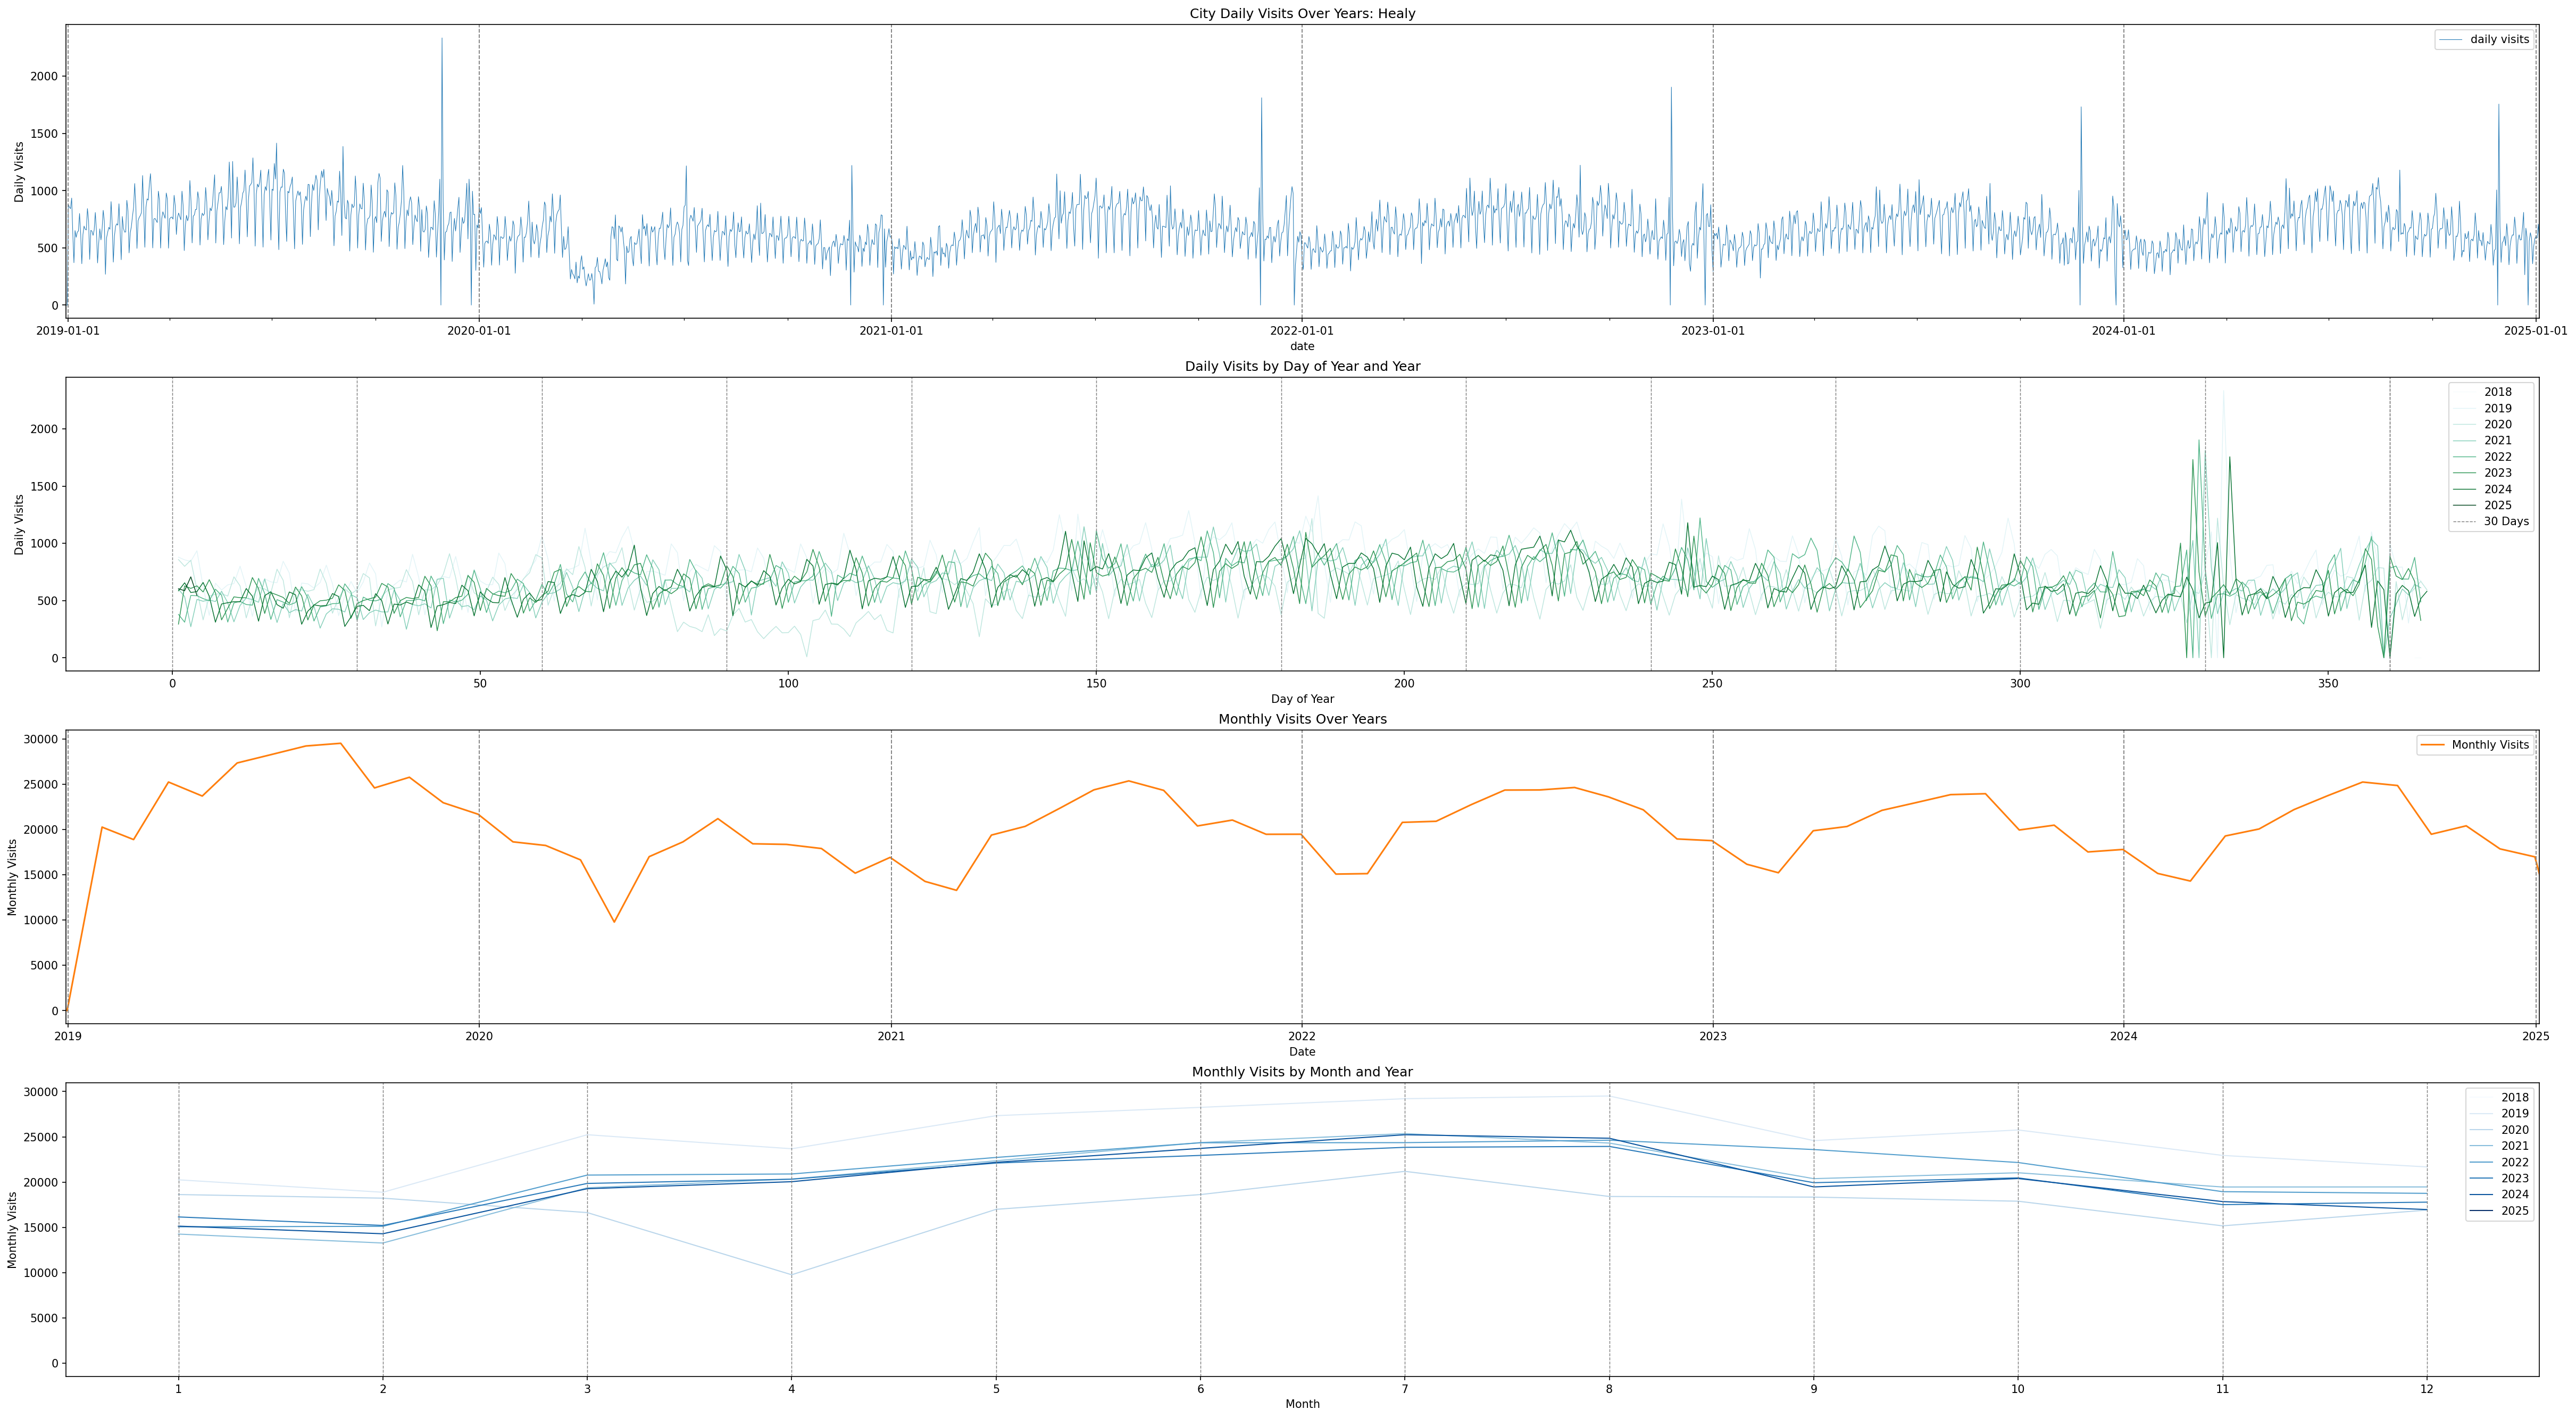 City Daily Visits Over Years: Healy
daily visits
Daily Visits
2000
1500
1000
500
0
2019-01-01 2020-01-01 2021-01-01 2022-01-01 2023-01-01 2024-01-01 2025-01-01
date
Daily Visits by Day of Year and Year
2018
2019
2020
2021
2022
2023
2024
2025
30 Days
Daily Visits
2000
1500
1000
500
0
0 50 100 150 200 250 300 350
Day of Year
Monthly Visits Over Years
Monthly Visits
Monthly Visits
30000
25000
20000
15000
10000
5000
0
2019 2020 2021 2022 2023 2024 2025
Date
Monthly Visits by Month and Year
2018
2019
2020
2021
2022
2023
2024
2025
Monthly Visits
30000
25000
20000
15000
10000
5000
0
1 2 3 4 5 6 7 8 9 10 11 12
Month